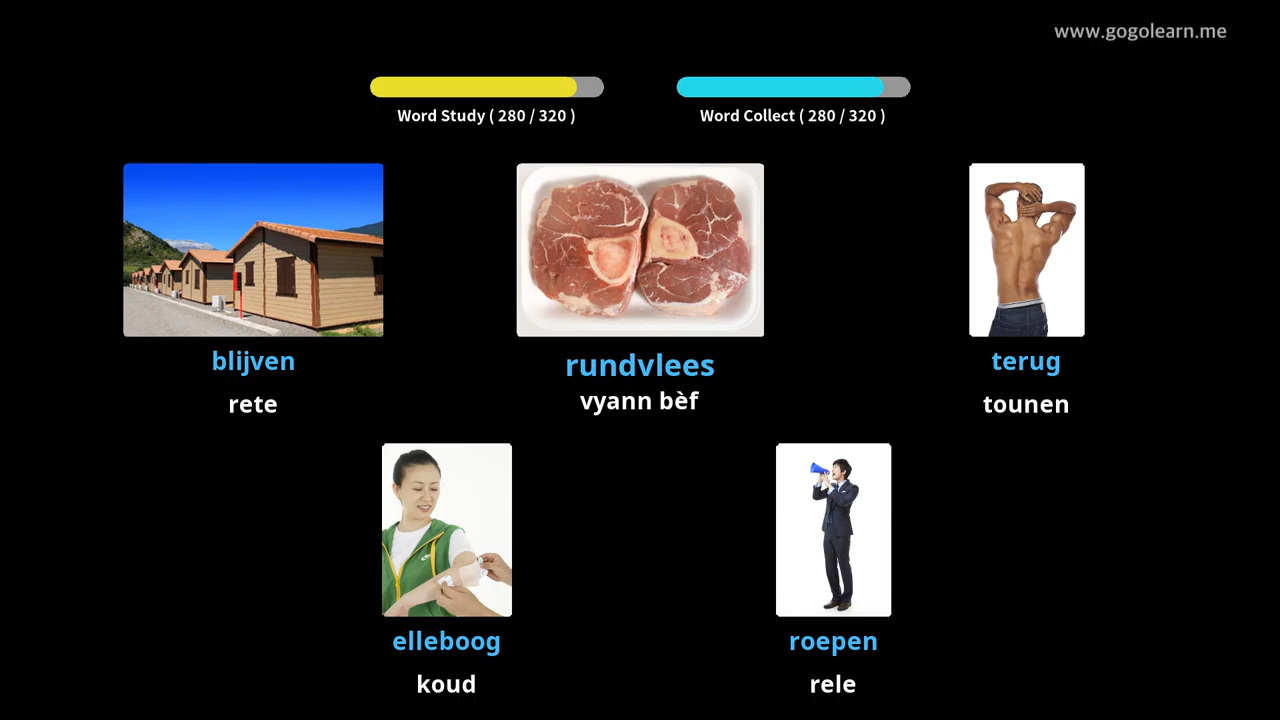 www.gogolearn.me
Word Study ( 280 / 320 )
Word Collect ( 280 / 320 )
blijven
rete
rundvlees
vyann bèf
terug
tounen
elleboog
koud
roepen
rele